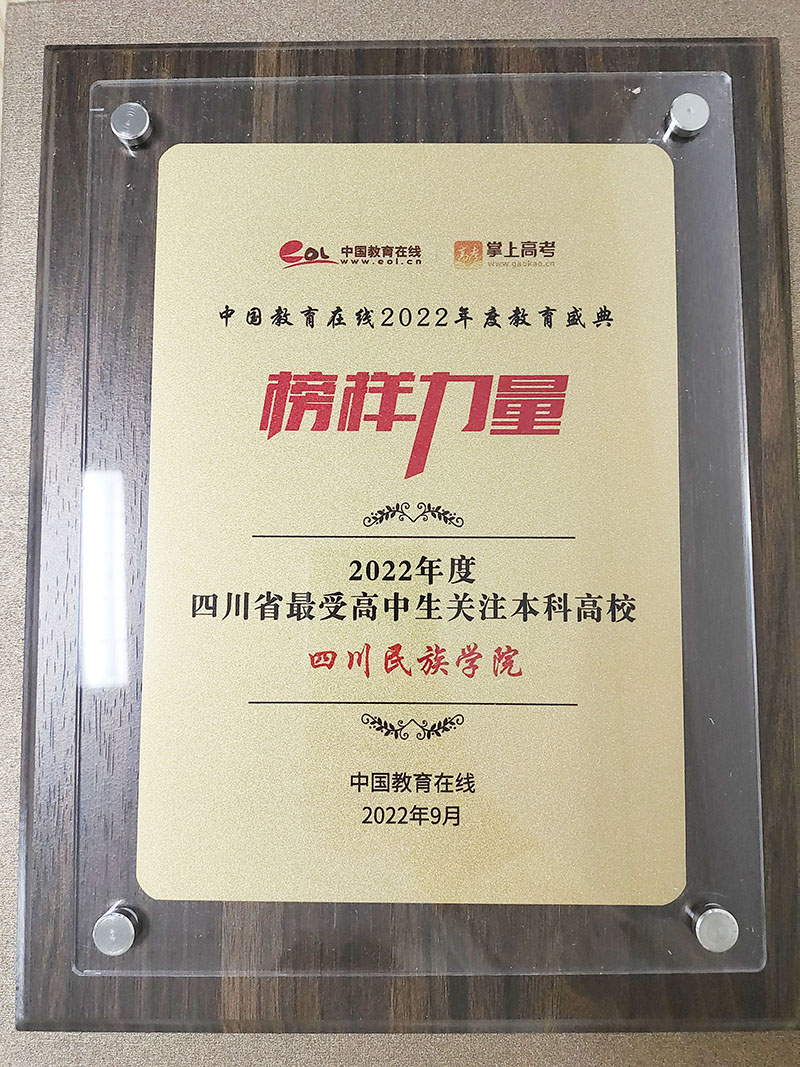 eol 中国教育在线 www.eol.cn
高考 掌上高考 www.gaokao.cn
中国教育在线2022年度教育盛典
榜样力量
2022年度
四川省最受高中生关注本科高校
四川民族学院
中国教育在线
2022年9月